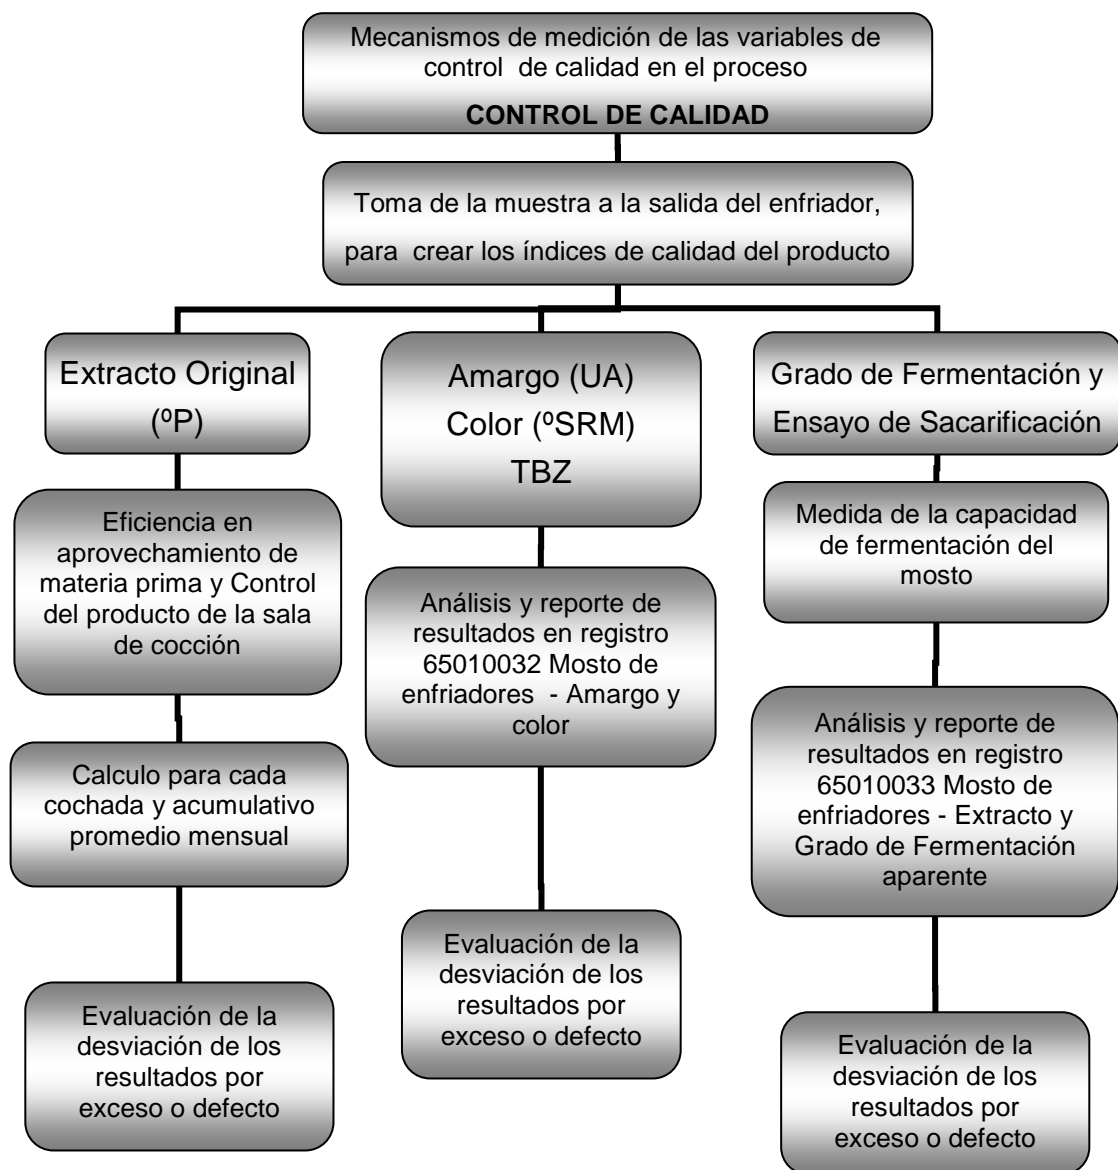 Mecanismos de medición de las variables de
control de calidad en el proceso
CONTROL DE CALIDAD
Toma de la muestra a la salida del enfriador,
para crear los índices de calidad del producto
Extracto Original
(ºP)
Amargo (UA)
Color (ºSRM)
TBZ
Grado de Fermentación y
Ensayo de Sacarificación
Eficiencia en
aprovechamiento de
materia prima y Control
del producto de la sala
de cocción
Análisis y reporte de
resultados en registro
65010032 Mosto de
enfriadores - Amargo y
color
Medida de la capacidad
de fermentación del
mosto
Calculo para cada
cochada y acumulativo
promedio mensual
Análisis y reporte de
resultados en registro
65010033 Mosto de
enfriadores - Extracto y
Grado de Fermentación
aparente
Evaluación de la
desviación de los
resultados por
exceso o defecto
Evaluación de la
desviación de los
resultados por
exceso o defecto
Evaluación de la
desviación de los
resultados por
exceso o defecto